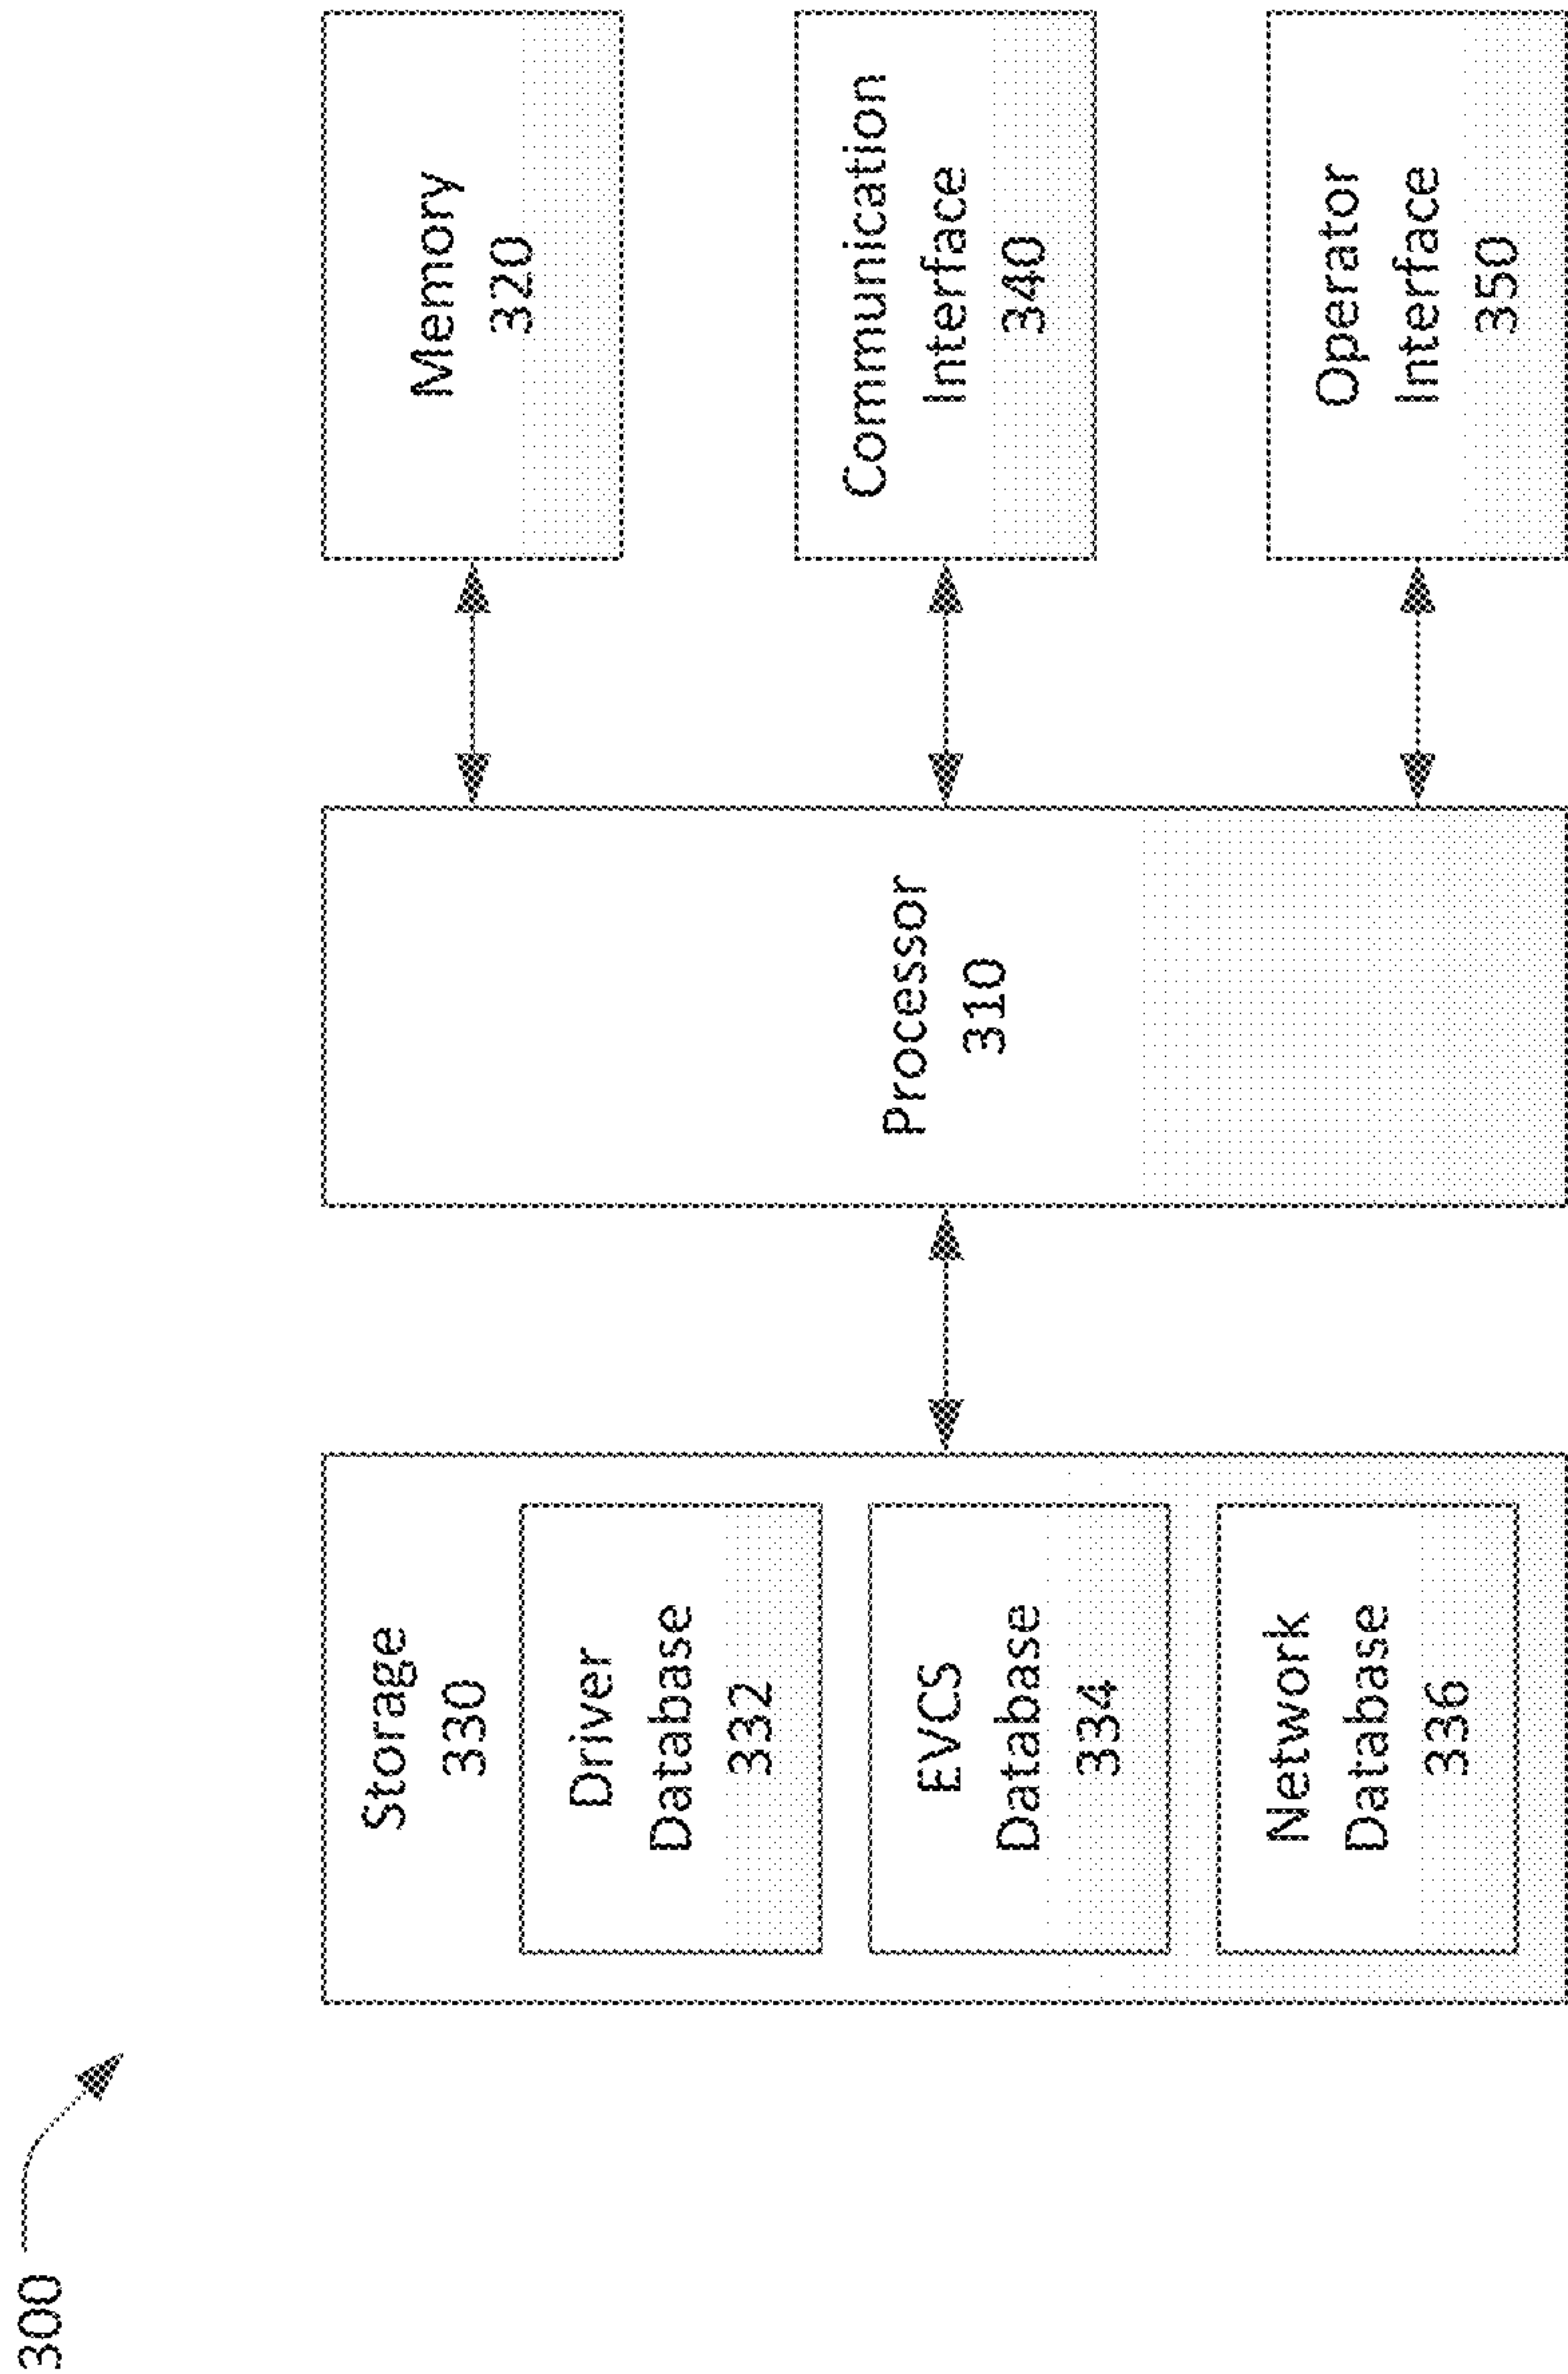 300
Storage
330
Driver
Database
332
EVCS
Database
334
Network
Database
336
Processor
310
Memory
320
Communication
Interface
340
Operator
Interface
350